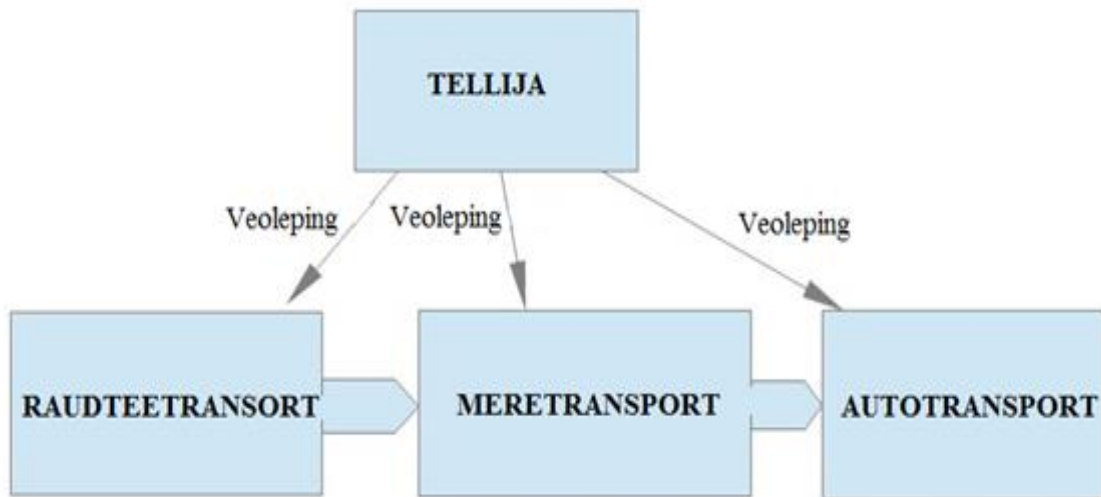 TELLIJA
Veoleping
Veoleping
Veoleping
RAUDTEETRANSORT
MERETRANSPORT
AUTOTRANSPORT